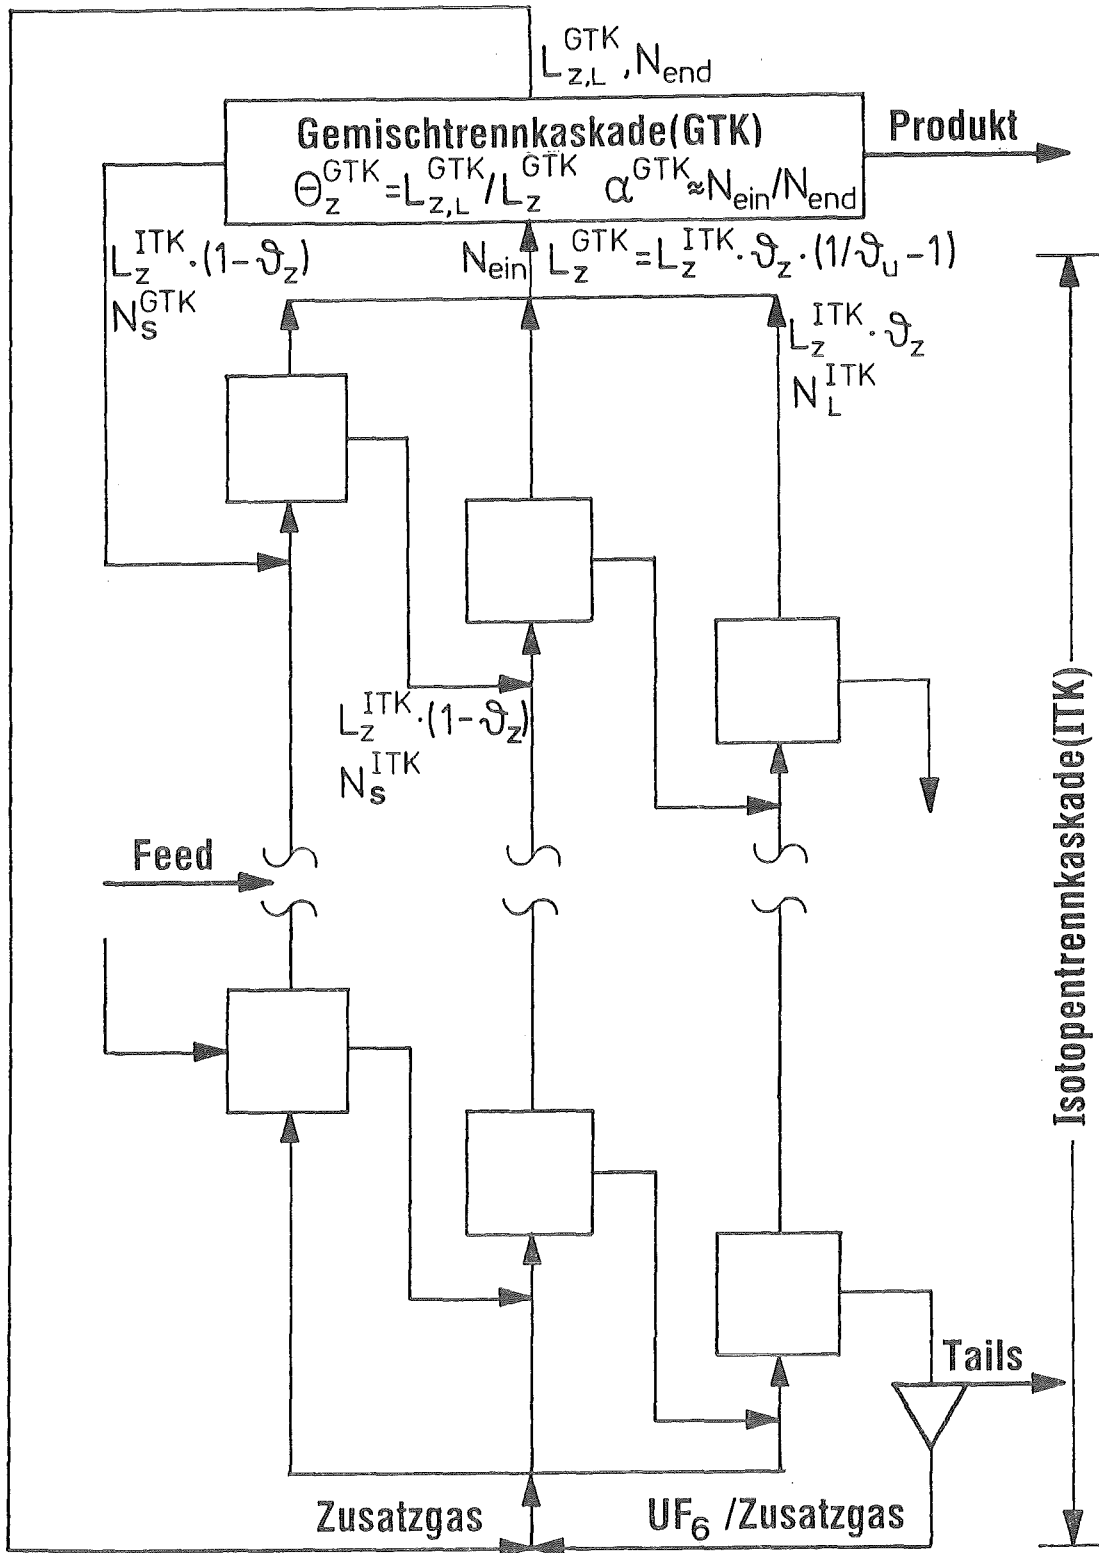 L_{z,L}^{GTK}, N_{end}
Gemischtrennkaskade(GTK)
Θ_z^{GTK}=L_{z,L}^{GTK}/L_z^{GTK} α^{GTK}≈N_{ein}/N_{end}
Produkt
L_z^{ITK}·(1-ϑ_z)
N_S^{GTK}
N_{ein}
L_z^{GTK}=L_z^{ITK}·ϑ_z·(1/ϑ_u-1)
L_z^{ITK}·ϑ_z
N_L^{ITK}
L_z^{ITK}·(1-ϑ_z)
N_S^{ITK}
Feed
Isotopentrennkaskade(ITK)
Tails
Zusatzgas
UF₆ /Zusatzgas